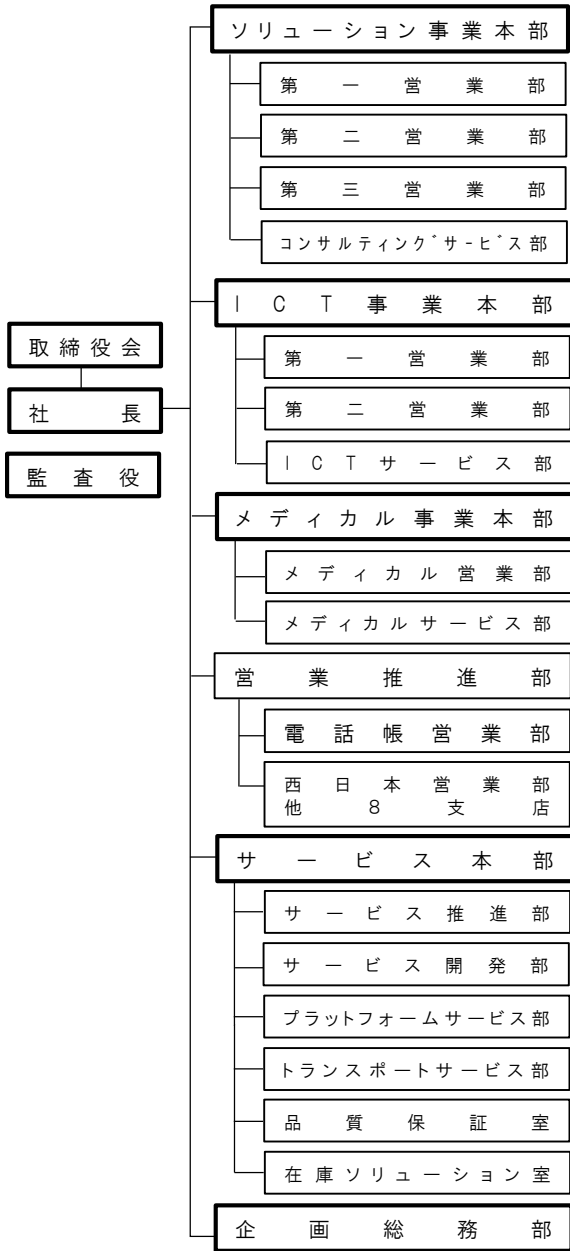 ソリューション事業本部
第一営業部
第二営業部
第三営業部
コンサルティングサービス部
ICT事業本部
第一営業部
第二営業部
ICTサービス部
取締役会
社長
監査役
メディカル事業本部
メディカル営業部
メディカルサービス部
営業推進部
電話帳営業部
西日本営業部
他8支店
サービス本部
サービス推進部
サービス開発部
プラットフォームサービス部
トランスポートサービス部
品質保証室
在庫ソリューション室
企画総務部